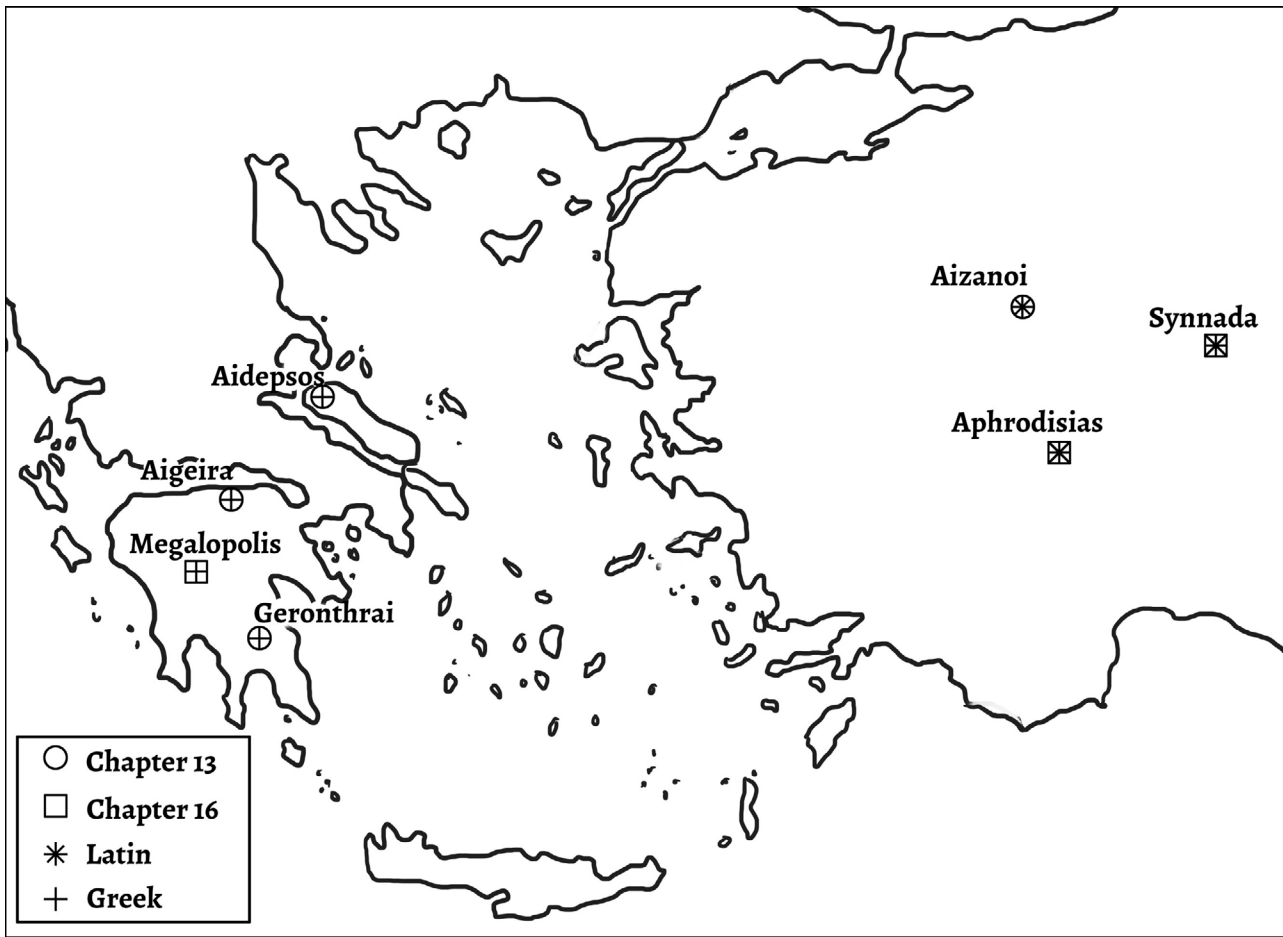 Aizanoi
Synnada
Aidepsos
Aphrodisias
Aigeira
Megalopolis
Geronthrai
Chapter 13
Chapter 16
Latin
Greek